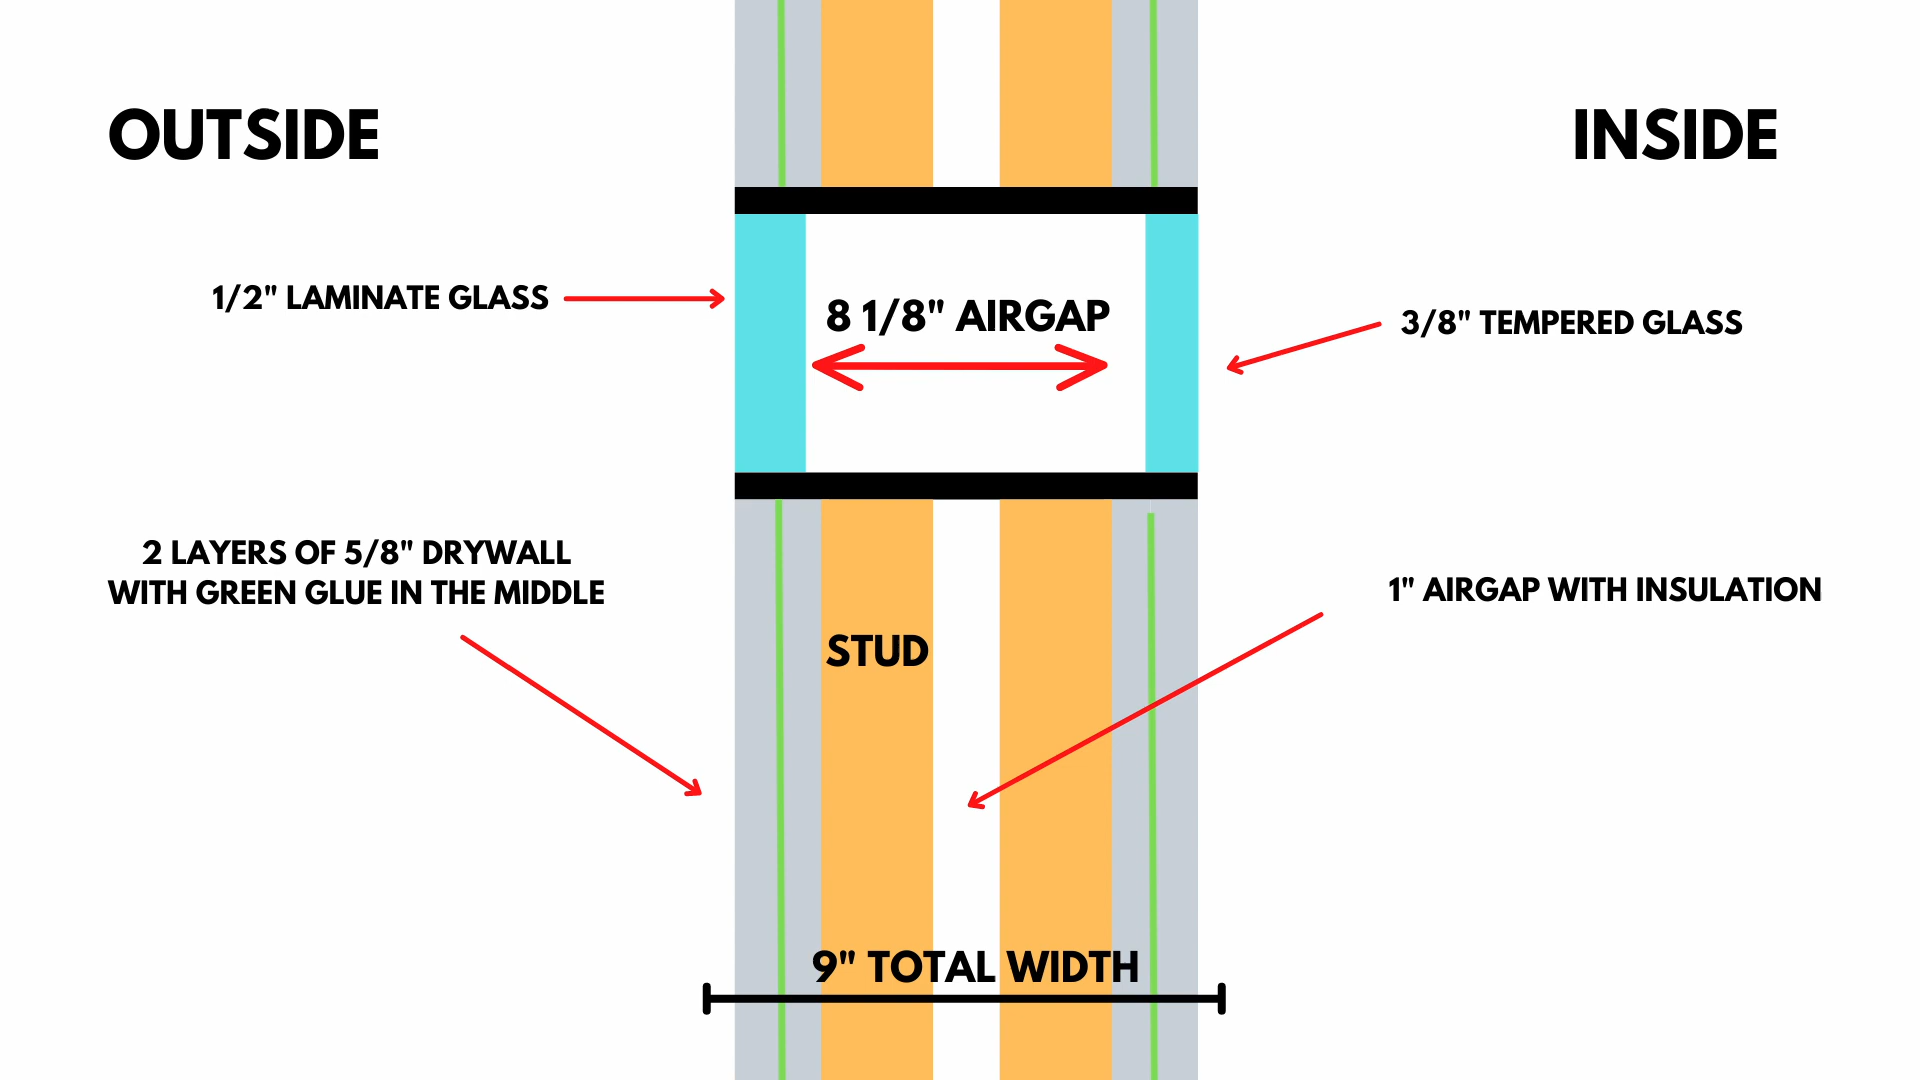 OUTSIDE
INSIDE
1/2" LAMINATE GLASS
8 1/8" AIRGAP
3/8" TEMPERED GLASS
2 LAYERS OF 5/8" DRYWALL
WITH GREEN GLUE IN THE MIDDLE
1" AIRGAP WITH INSULATION
STUD
9" TOTAL WIDTH